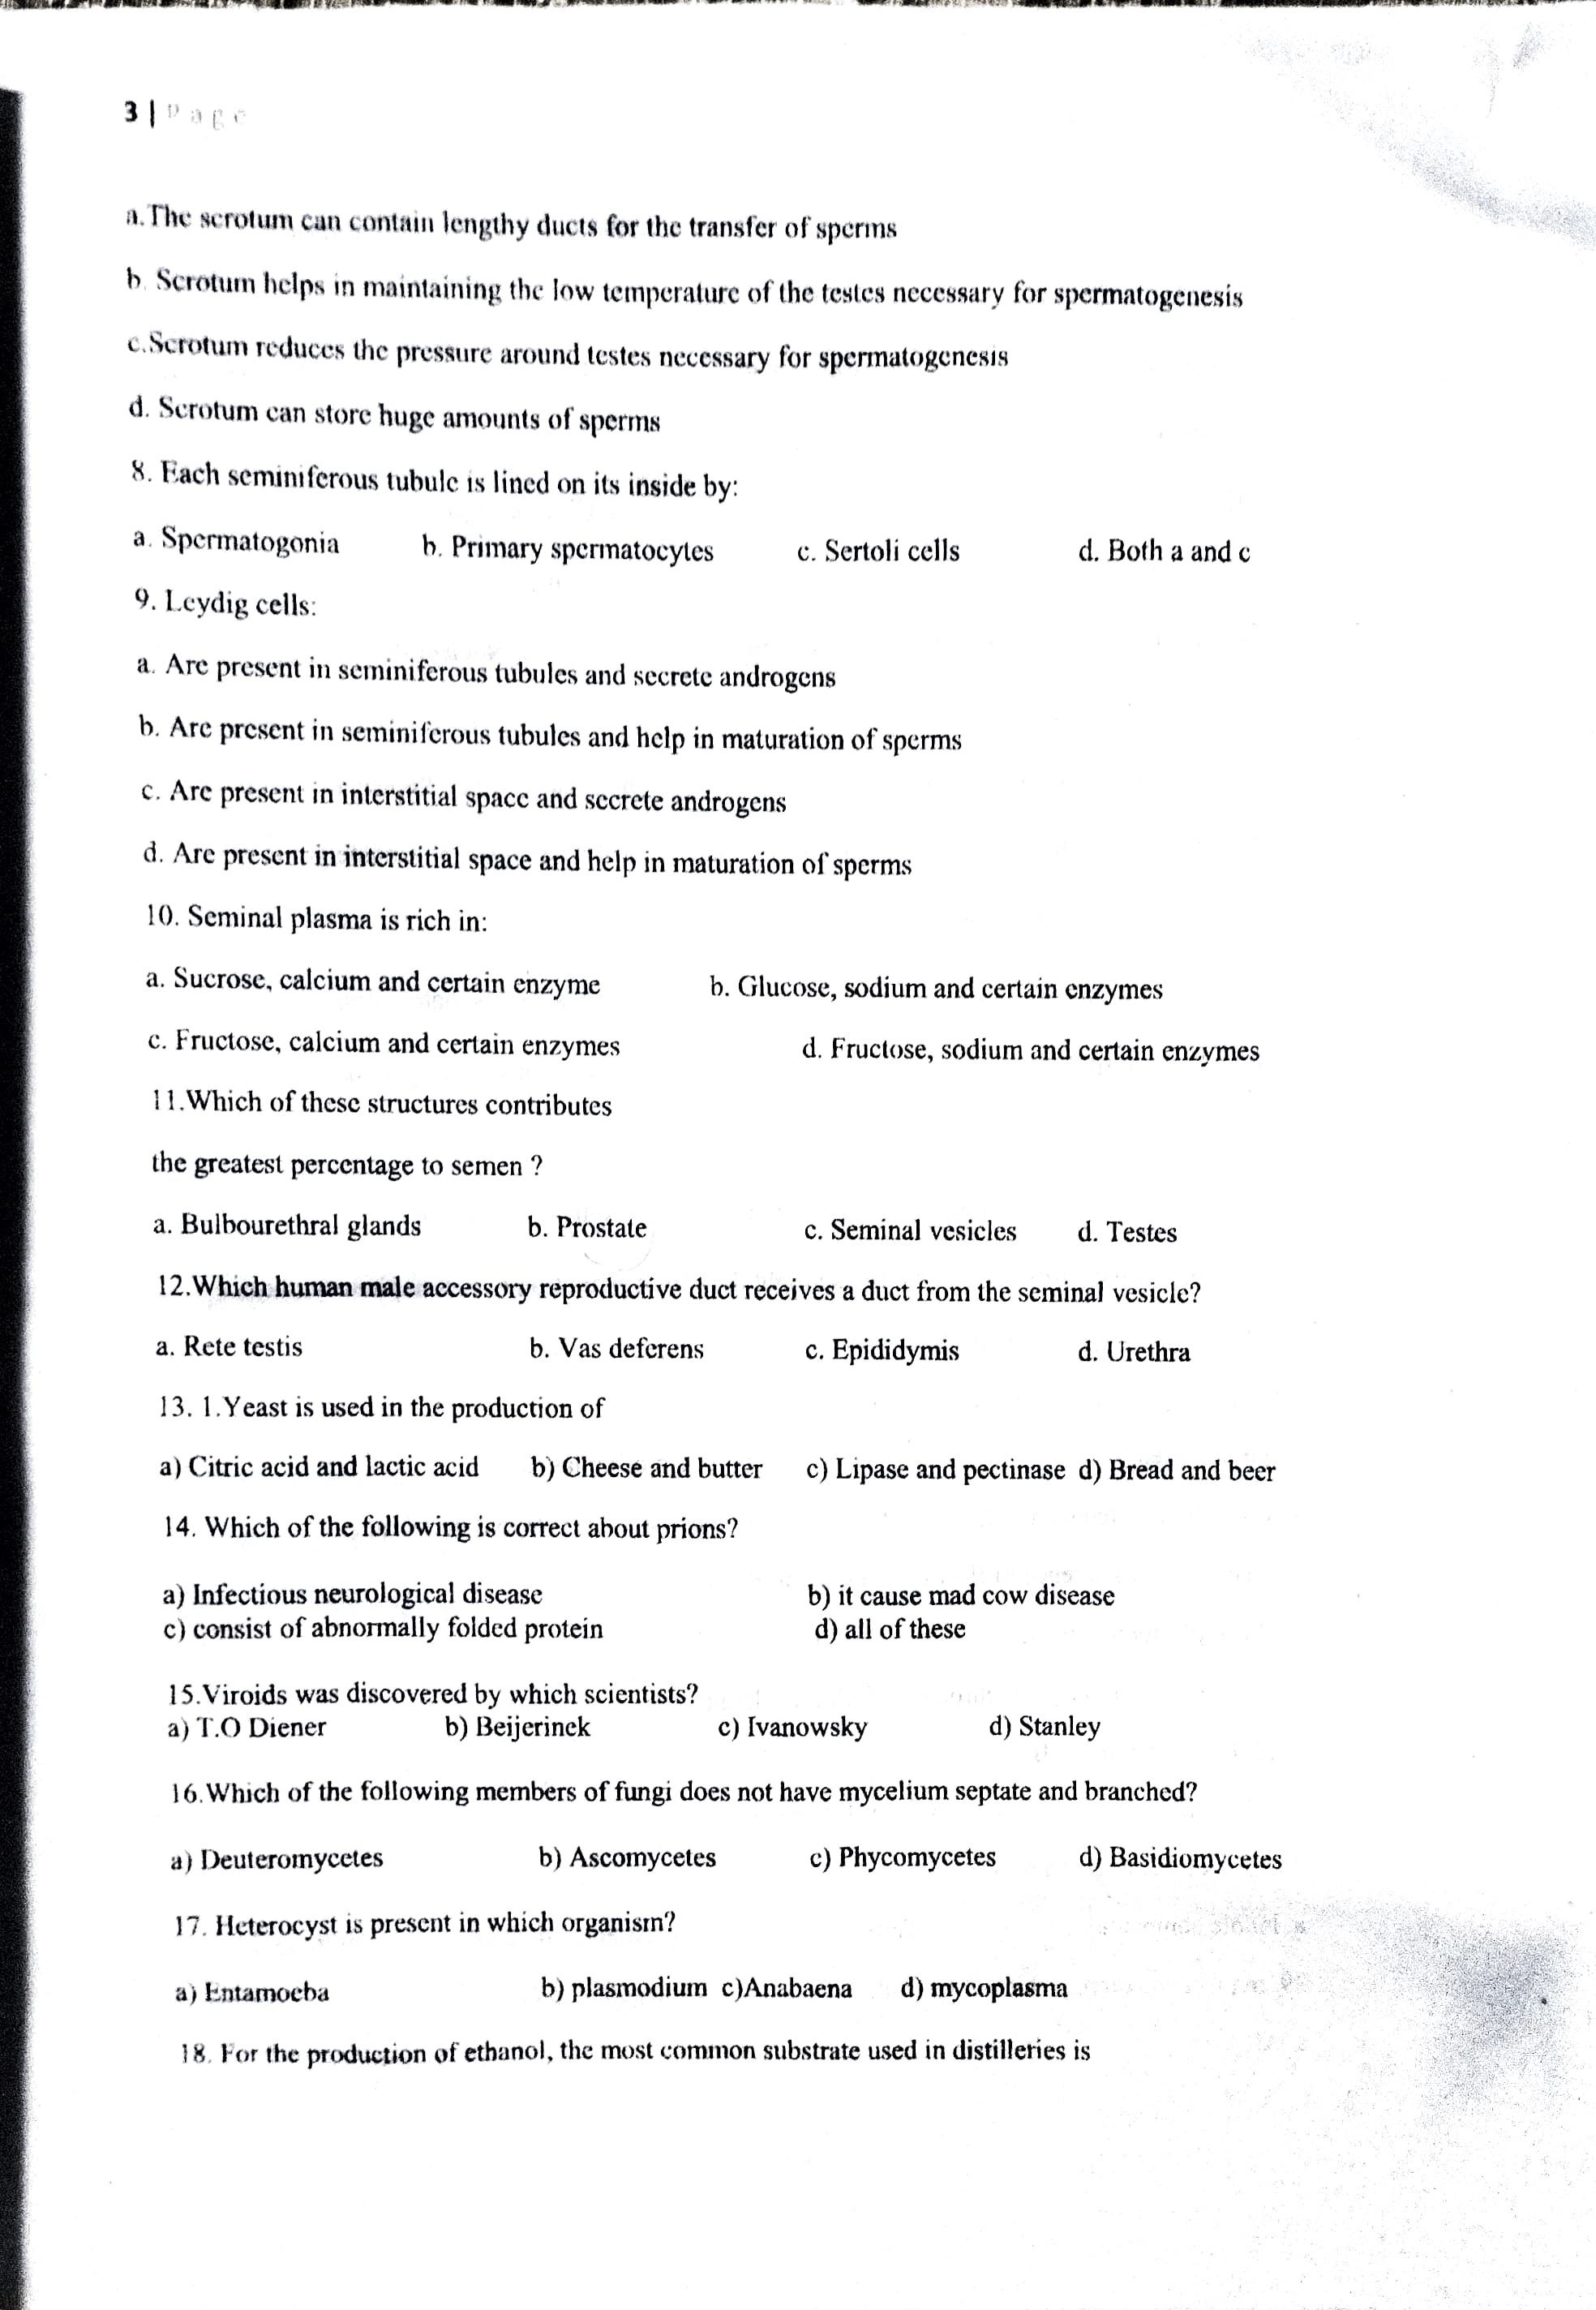 3 | Page
a.The scrotum can contain lengthy ducts for the transfer of sperms
b. Scrotum helps in maintaining the low temperature of the testes necessary for spermatogenesis
c.Scrotum reduces the pressure around testes necessary for spermatogenesis
d. Scrotum can store huge amounts of sperms
8. Each seminiferous tubule is lined on its inside by:
a. Spermatogonia b. Primary spermatocytes c. Sertoli cells d. Both a and c
9. Leydig cells:
a. Are present in seminiferous tubules and secrete androgens
b. Are present in seminiferous tubules and help in maturation of sperms
c. Are present in interstitial space and secrete androgens
d. Are present in interstitial space and help in maturation of sperms
10. Seminal plasma is rich in:
a. Sucrose, calcium and certain enzyme b. Glucose, sodium and certain enzymes
c. Fructose, calcium and certain enzymes d. Fructose, sodium and certain enzymes
11.Which of these structures contributes
the greatest percentage to semen ?
a. Bulbourethral glands b. Prostate c. Seminal vesicles d. Testes
12.Which human male accessory reproductive duct receives a duct from the seminal vesicle?
a. Rete testis b. Vas deferens c. Epididymis d. Urethra
13. 1.Yeast is used in the production of
a) Citric acid and lactic acid b) Cheese and butter c) Lipase and pectinase d) Bread and beer
14. Which of the following is correct about prions?
a) Infectious neurological disease b) it cause mad cow disease
c) consist of abnormally folded protein d) all of these
15.Viroids was discovered by which scientists?
a) T.O Diener b) Beijerinck c) Ivanowsky d) Stanley
16.Which of the following members of fungi does not have mycelium septate and branched?
a) Deuteromycetes b) Ascomycetes c) Phycomycetes d) Basidiomycetes
17. Heterocyst is present in which organism?
a) Entamoeba b) plasmodium c)Anabaena d) mycoplasma
18. For the production of ethanol, the most common substrate used in distilleries is